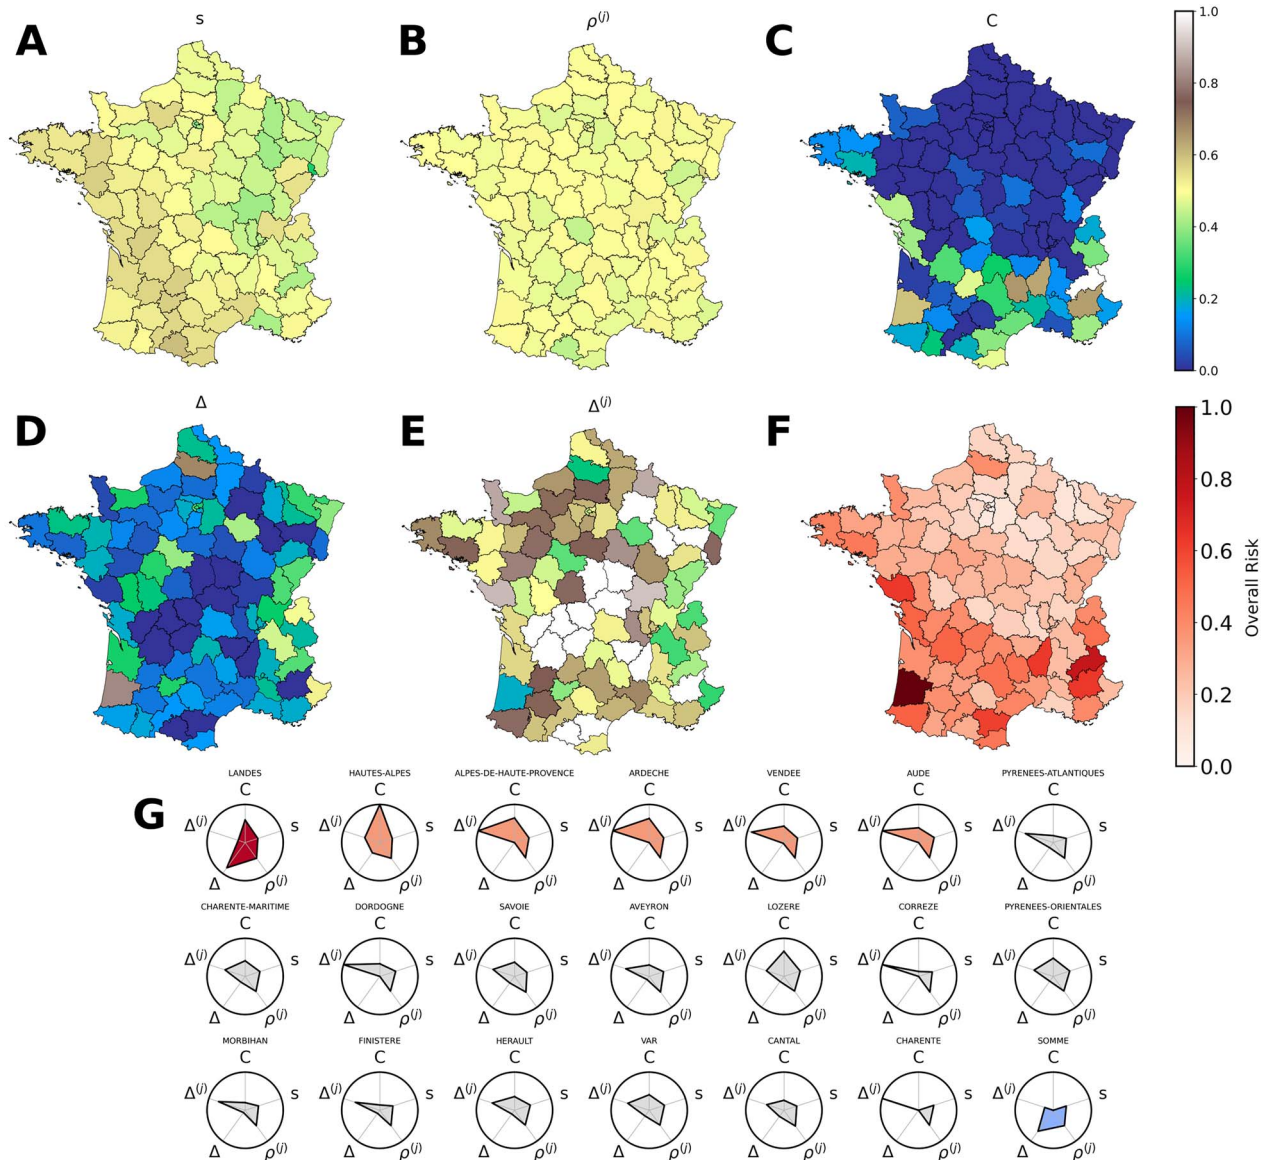 s
ρ(j)
C
A
B
C
1.0
0.8
0.6
0.4
0.2
0.0
Δ
Δ(j)
D
E
F
1.0
0.8
0.6
0.4
0.2
0.0
Overall Risk
G
LANDES
HAUTES-ALPES
ALPES-DE-HAUTE-PROVENCE
ARDECHE
VENDEE
AUDE
PYRENEES-ATLANTIQUES
C C C C C C C
Δ(j) s Δ(j) s Δ(j) s Δ(j) s Δ(j) s Δ(j) s Δ(j) s
Δ ρ(j) Δ ρ(j) Δ ρ(j) Δ ρ(j) Δ ρ(j) Δ ρ(j) Δ ρ(j)
CHARENTE-MARITIME
DORDOGNE
SAVOIE
AVEYRON
LOZERE
CORREZE
PYRENEES-ORIENTALES
C C C C C C C
Δ(j) s Δ(j) s Δ(j) s Δ(j) s Δ(j) s Δ(j) s Δ(j) s
Δ ρ(j) Δ ρ(j) Δ ρ(j) Δ ρ(j) Δ ρ(j) Δ ρ(j) Δ ρ(j)
MORBIHAN
FINISTERE
HERAULT
VAR
CANTAL
CHARENTE
SOMME
C C C C C C C
Δ(j) s Δ(j) s Δ(j) s Δ(j) s Δ(j) s Δ(j) s Δ(j) s
Δ ρ(j) Δ ρ(j) Δ ρ(j) Δ ρ(j) Δ ρ(j) Δ ρ(j) Δ ρ(j)